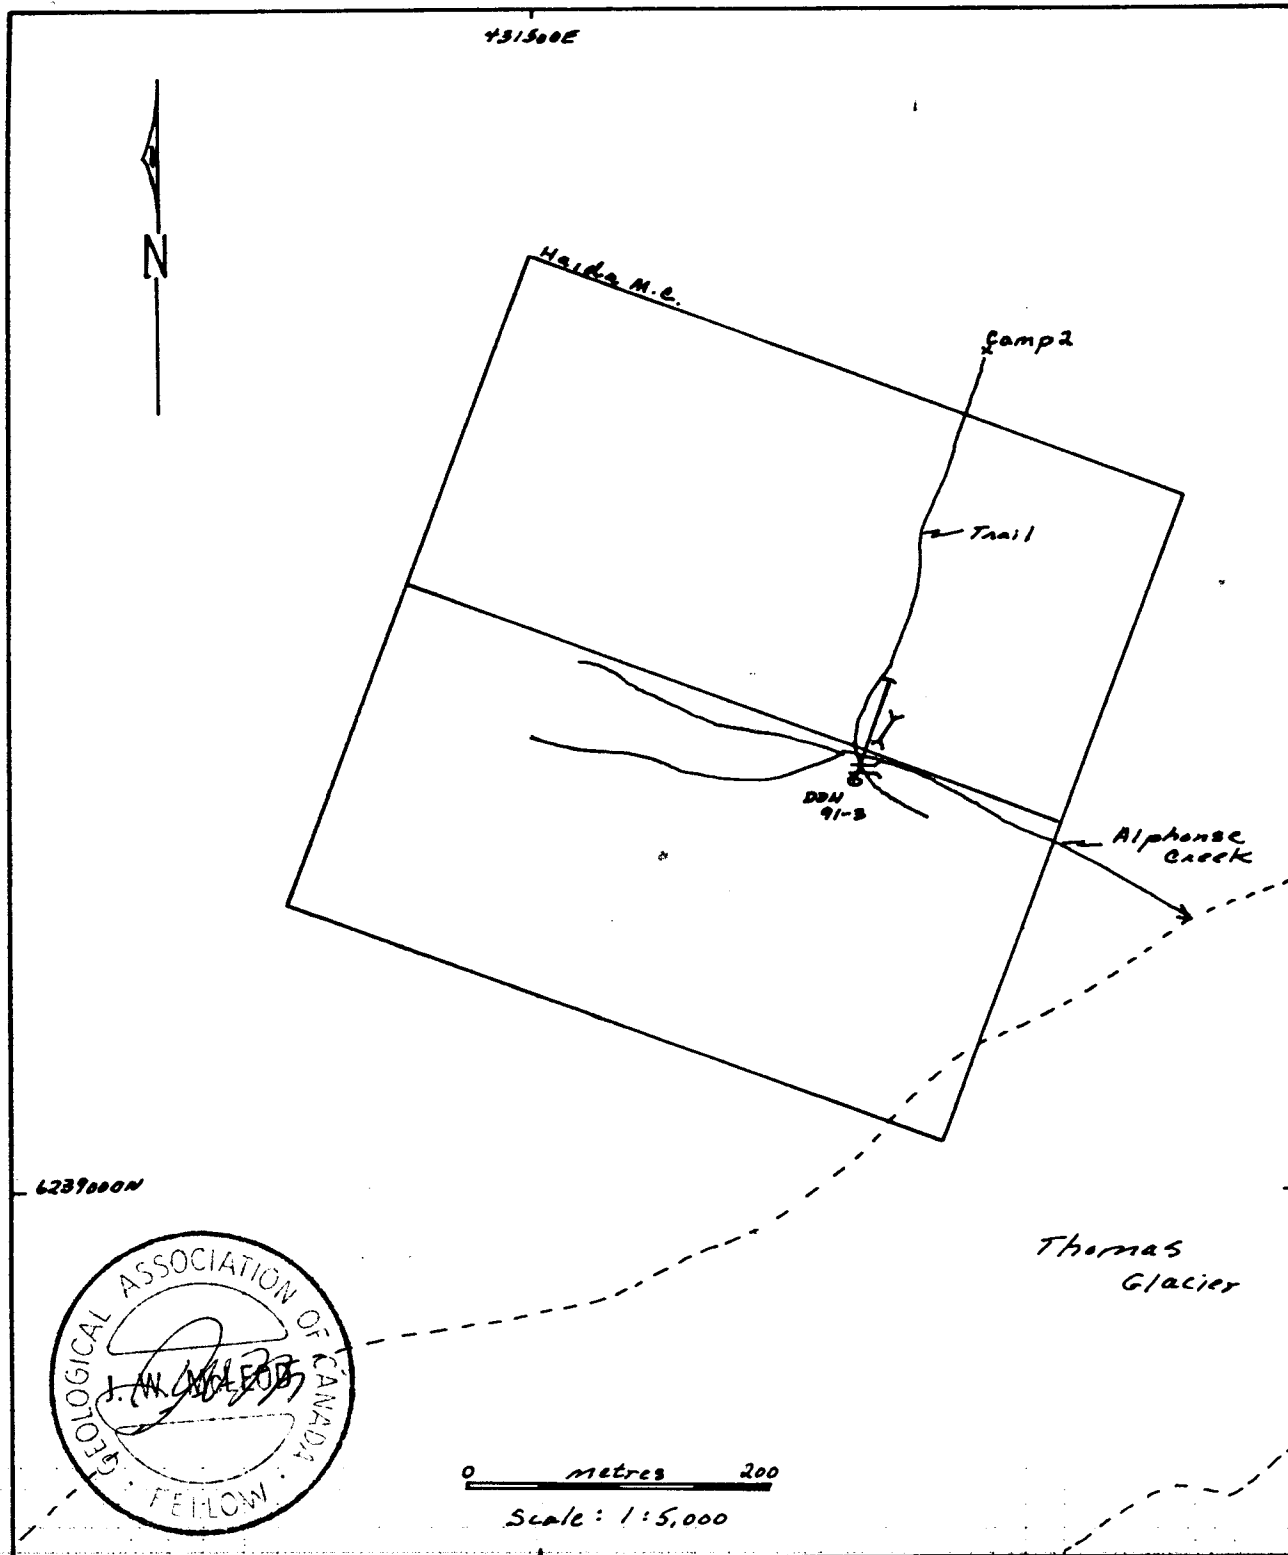 431500E
N
Haida M.C.
Camp 2
Trail
DDH
91-3
Alphonse
Creek
6239000N
Thomas
Glacier
GEOLOGICAL ASSOCIATION OF CANADA
J. W. McLEOD
FELLOW
0 metres 200
Scale: 1:5,000